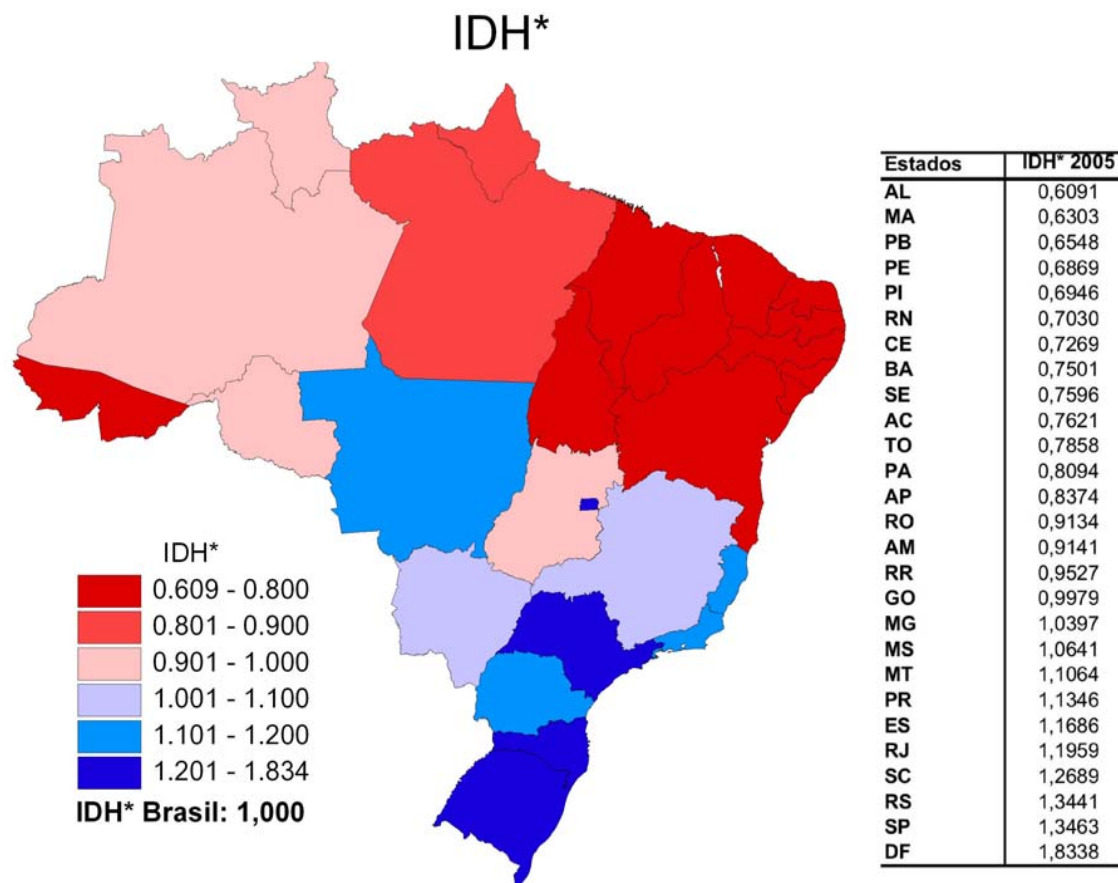 IDH*
IDH*
0.609 - 0.800
0.801 - 0.900
0.901 - 1.000
1.001 - 1.100
1.101 - 1.200
1.201 - 1.834
IDH* Brasil: 1,000
Estados IDH* 2005
AL 0,6091
MA 0,6303
PB 0,6548
PE 0,6869
PI 0,6946
RN 0,7030
CE 0,7269
BA 0,7501
SE 0,7596
AC 0,7621
TO 0,7858
PA 0,8094
AP 0,8374
RO 0,9134
AM 0,9141
RR 0,9527
GO 0,9979
MG 1,0397
MS 1,0641
MT 1,1064
PR 1,1346
ES 1,1686
RJ 1,1959
SC 1,2689
RS 1,3441
SP 1,3463
DF 1,8338